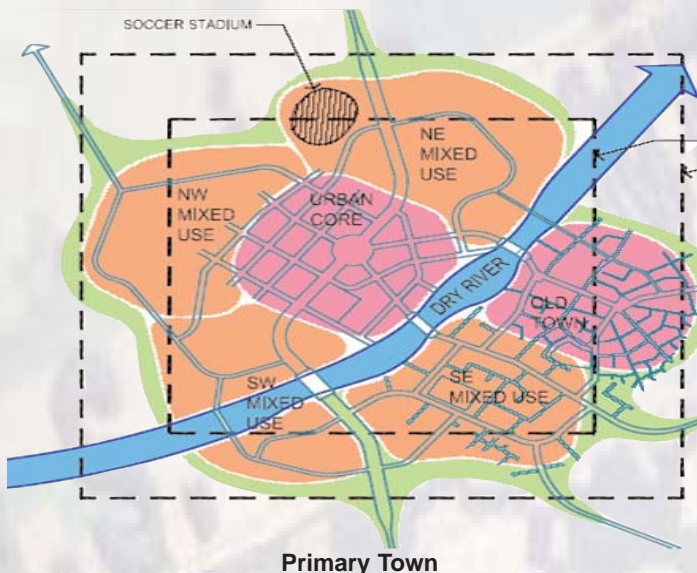 SOCCER STADIUM
NE
MIXED
USE
NW
MIXED
USE
URBAN
CORE
DRY RIVER
OLD
TOWN
SW
MIXED
USE
SE
MIXED USE
Primary Town